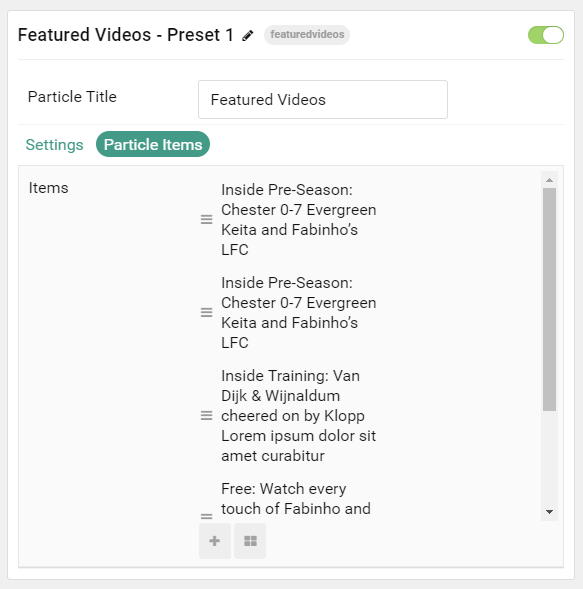 Featured Videos - Preset 1 featuredvideos
Particle Title Featured Videos
Settings Particle Items
Items
Inside Pre-Season:
Chester 0-7 Evergreen
Keita and Fabinho’s
LFC
Inside Pre-Season:
Chester 0-7 Evergreen
Keita and Fabinho’s
LFC
Inside Training: Van
Dijk & Wijnaldum
cheered on by Klopp
Lorem ipsum dolor sit
amet curabitur
Free: Watch every
touch of Fabinho and